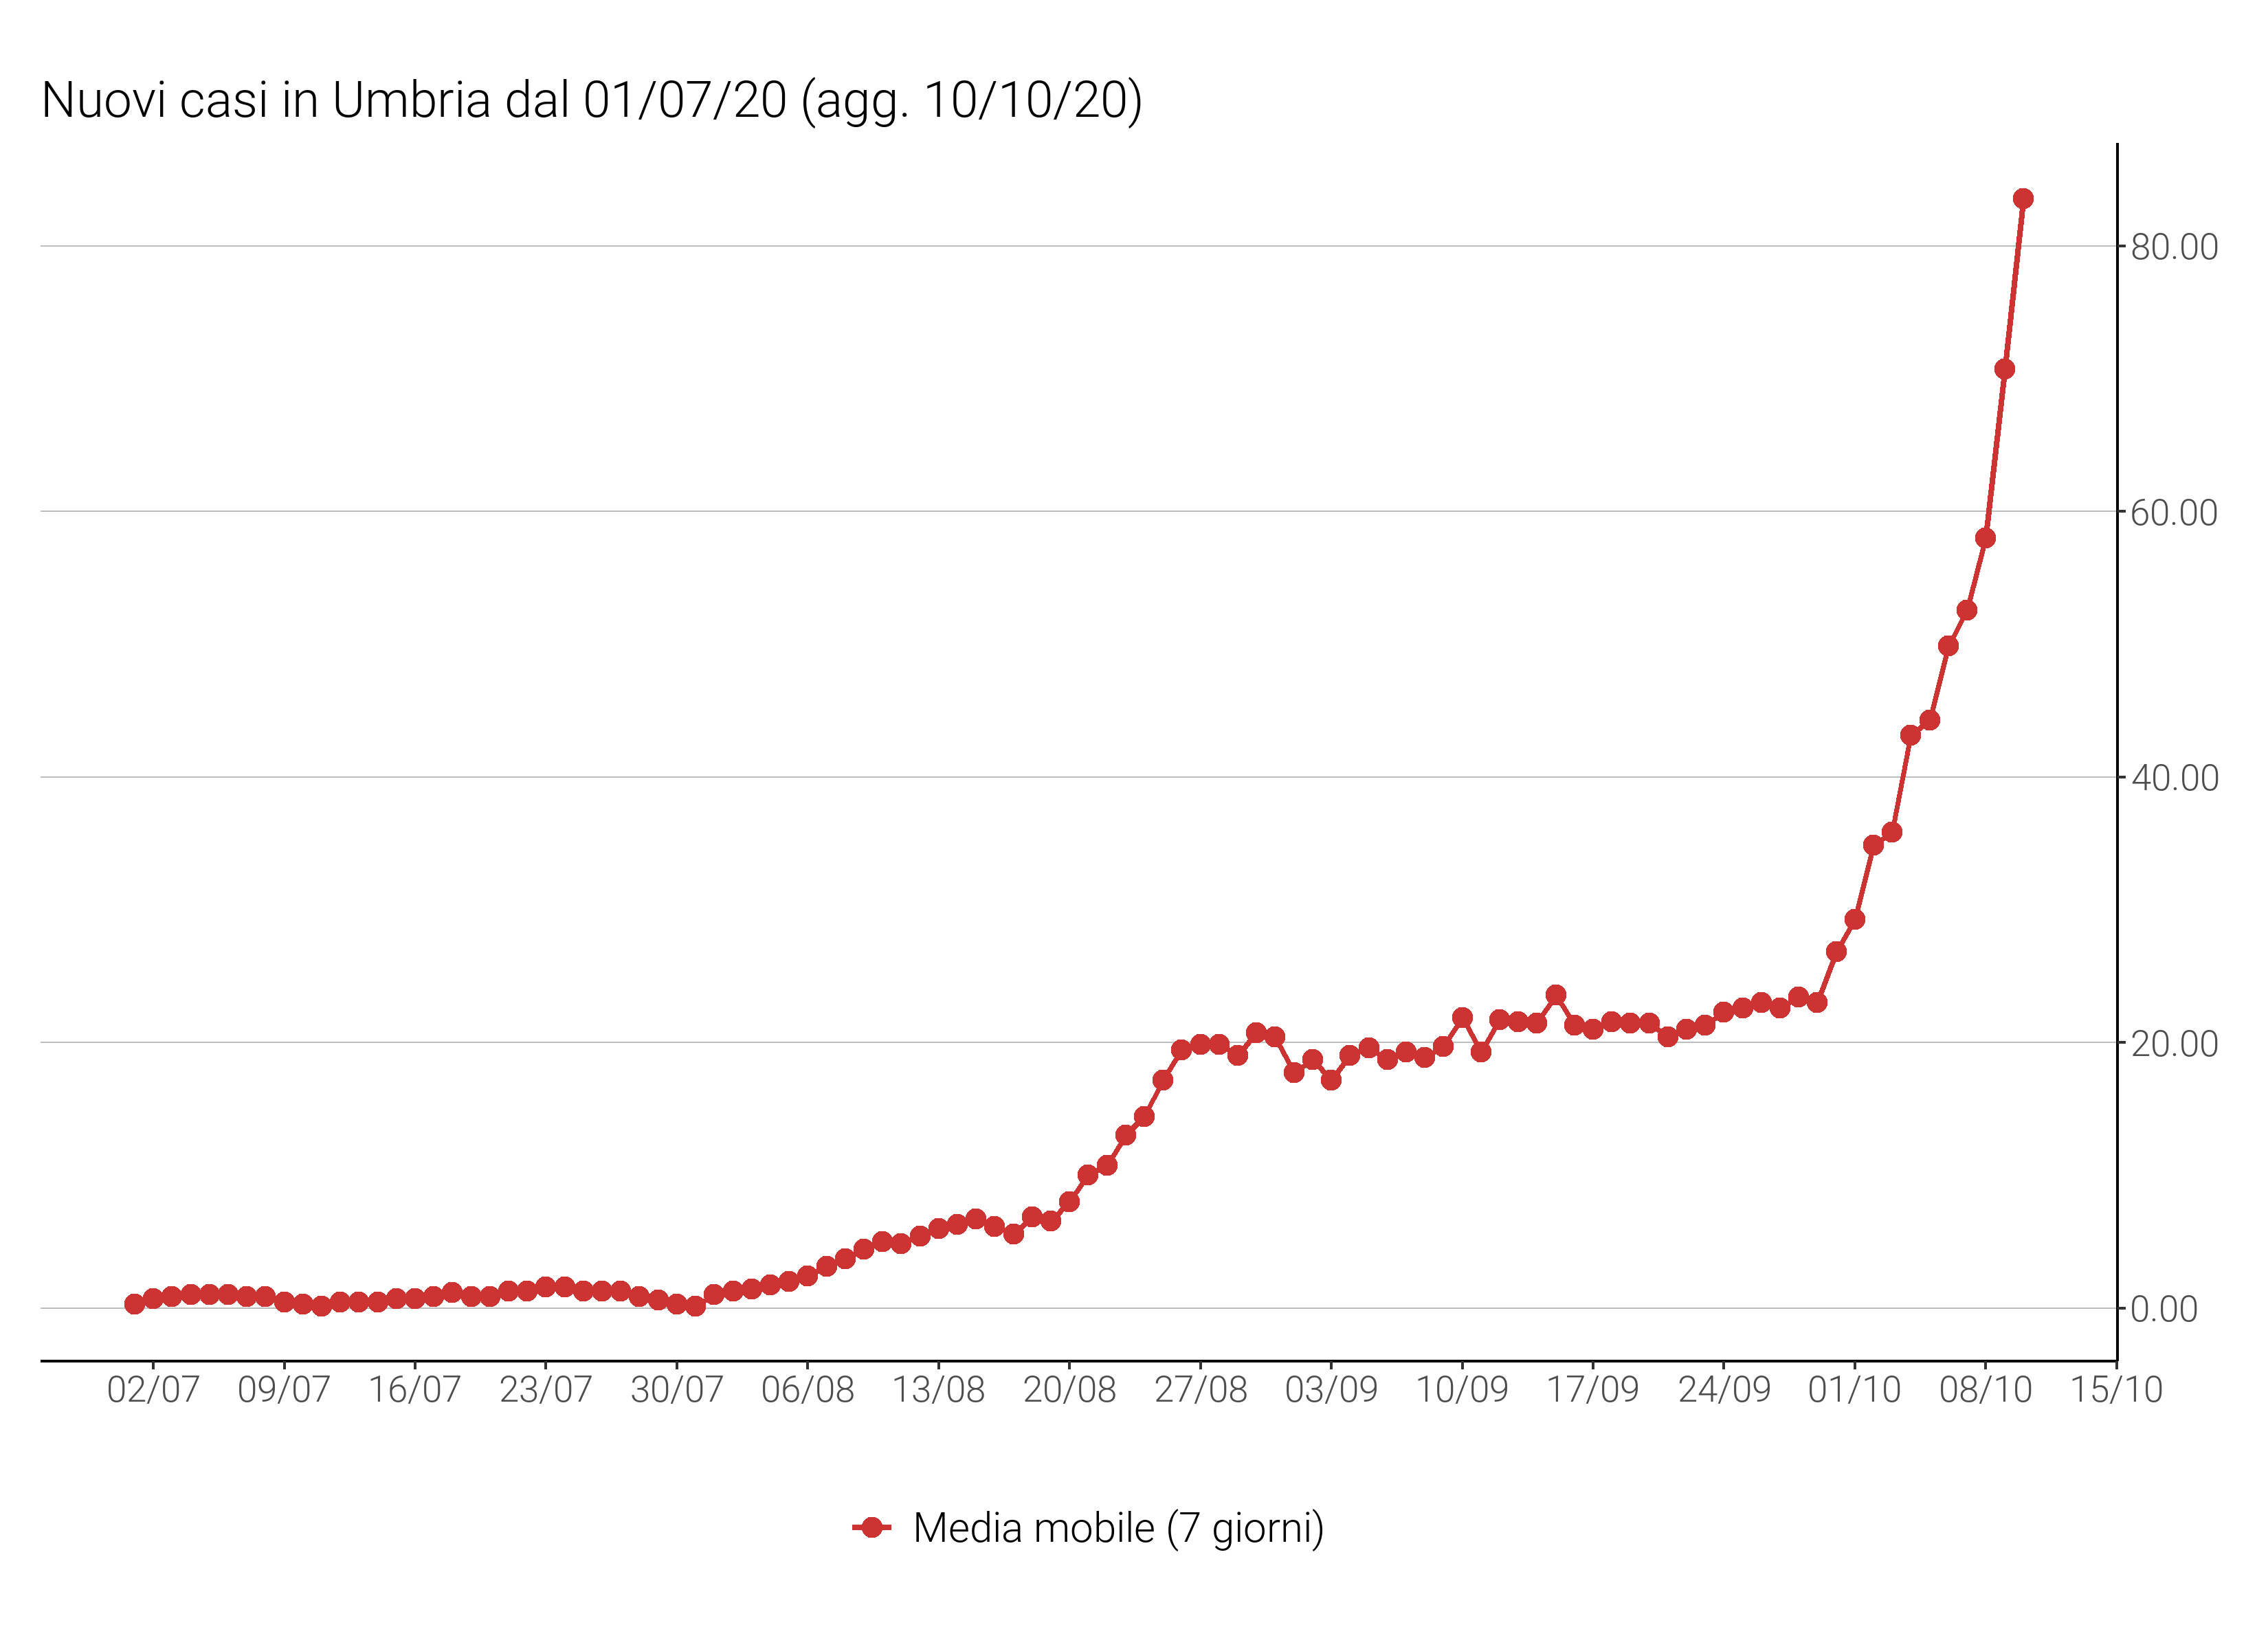 Nuovi casi in Umbria dal 01/07/20 (agg. 10/10/20)
80.00
60.00
40.00
20.00
0.00
02/07 09/07 16/07 23/07 30/07 06/08 13/08 20/08 27/08 03/09 10/09 17/09 24/09 01/10 08/10 15/10
Media mobile (7 giorni)